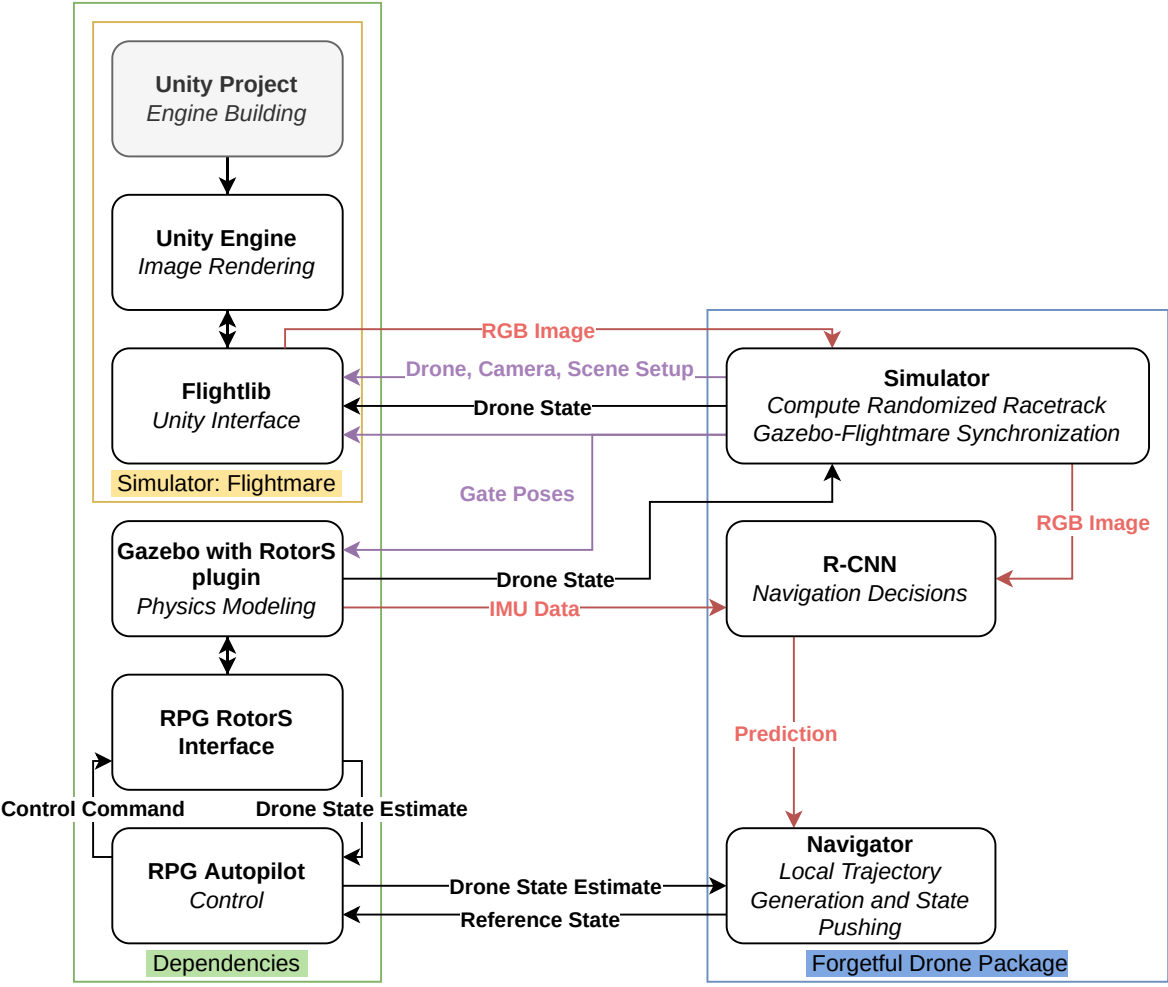 Unity Project
Engine Building
Unity Engine
Image Rendering
Flightlib
Unity Interface
Simulator: Flightmare
RGB Image
Drone, Camera, Scene Setup
Drone State
Gate Poses
Simulator
Compute Randomized Racetrack
Gazebo-Flightmare Synchronization
RGB Image
Gazebo with RotorS
plugin
Physics Modeling
Drone State
IMU Data
R-CNN
Navigation Decisions
RPG RotorS
Interface
Prediction
Control Command
Drone State Estimate
RPG Autopilot
Control
Drone State Estimate
Reference State
Navigator
Local Trajectory
Generation and State
Pushing
Dependencies
Forgetful Drone Package